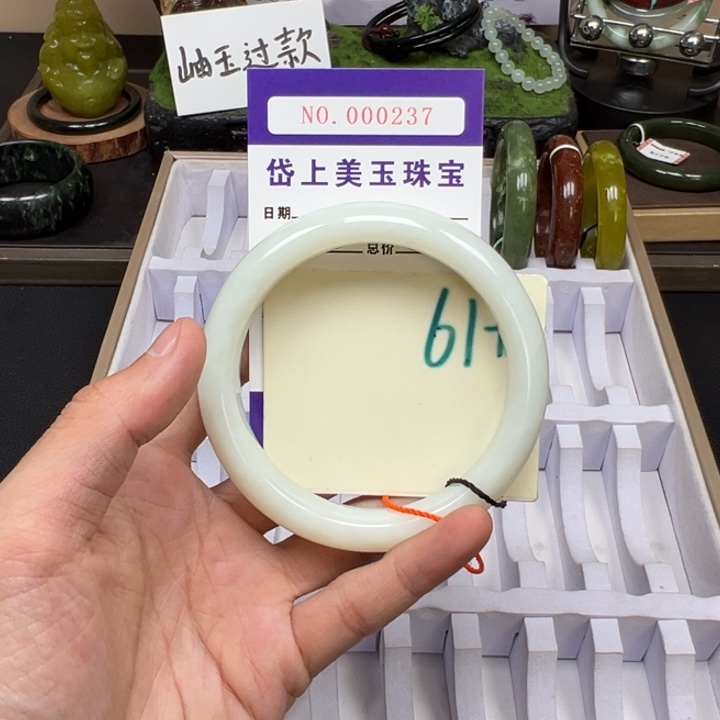 岫玉过款
NO.000237
岱上美玉珠宝
日期
总价
61